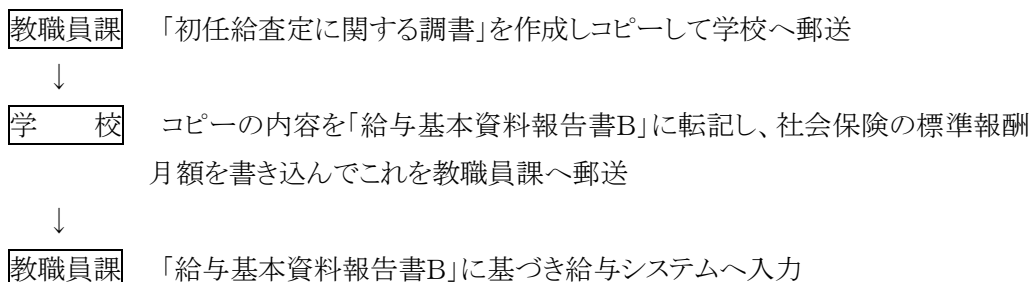 教職員課 「初任給査定に関する調書」を作成しコピーして学校へ郵送
↓
学　　校 コピーの内容を「給与基本資料報告書B」に転記し、社会保険の標準報酬
月額を書き込んでこれを教職員課へ郵送
↓
教職員課 「給与基本資料報告書B」に基づき給与システムへ入力